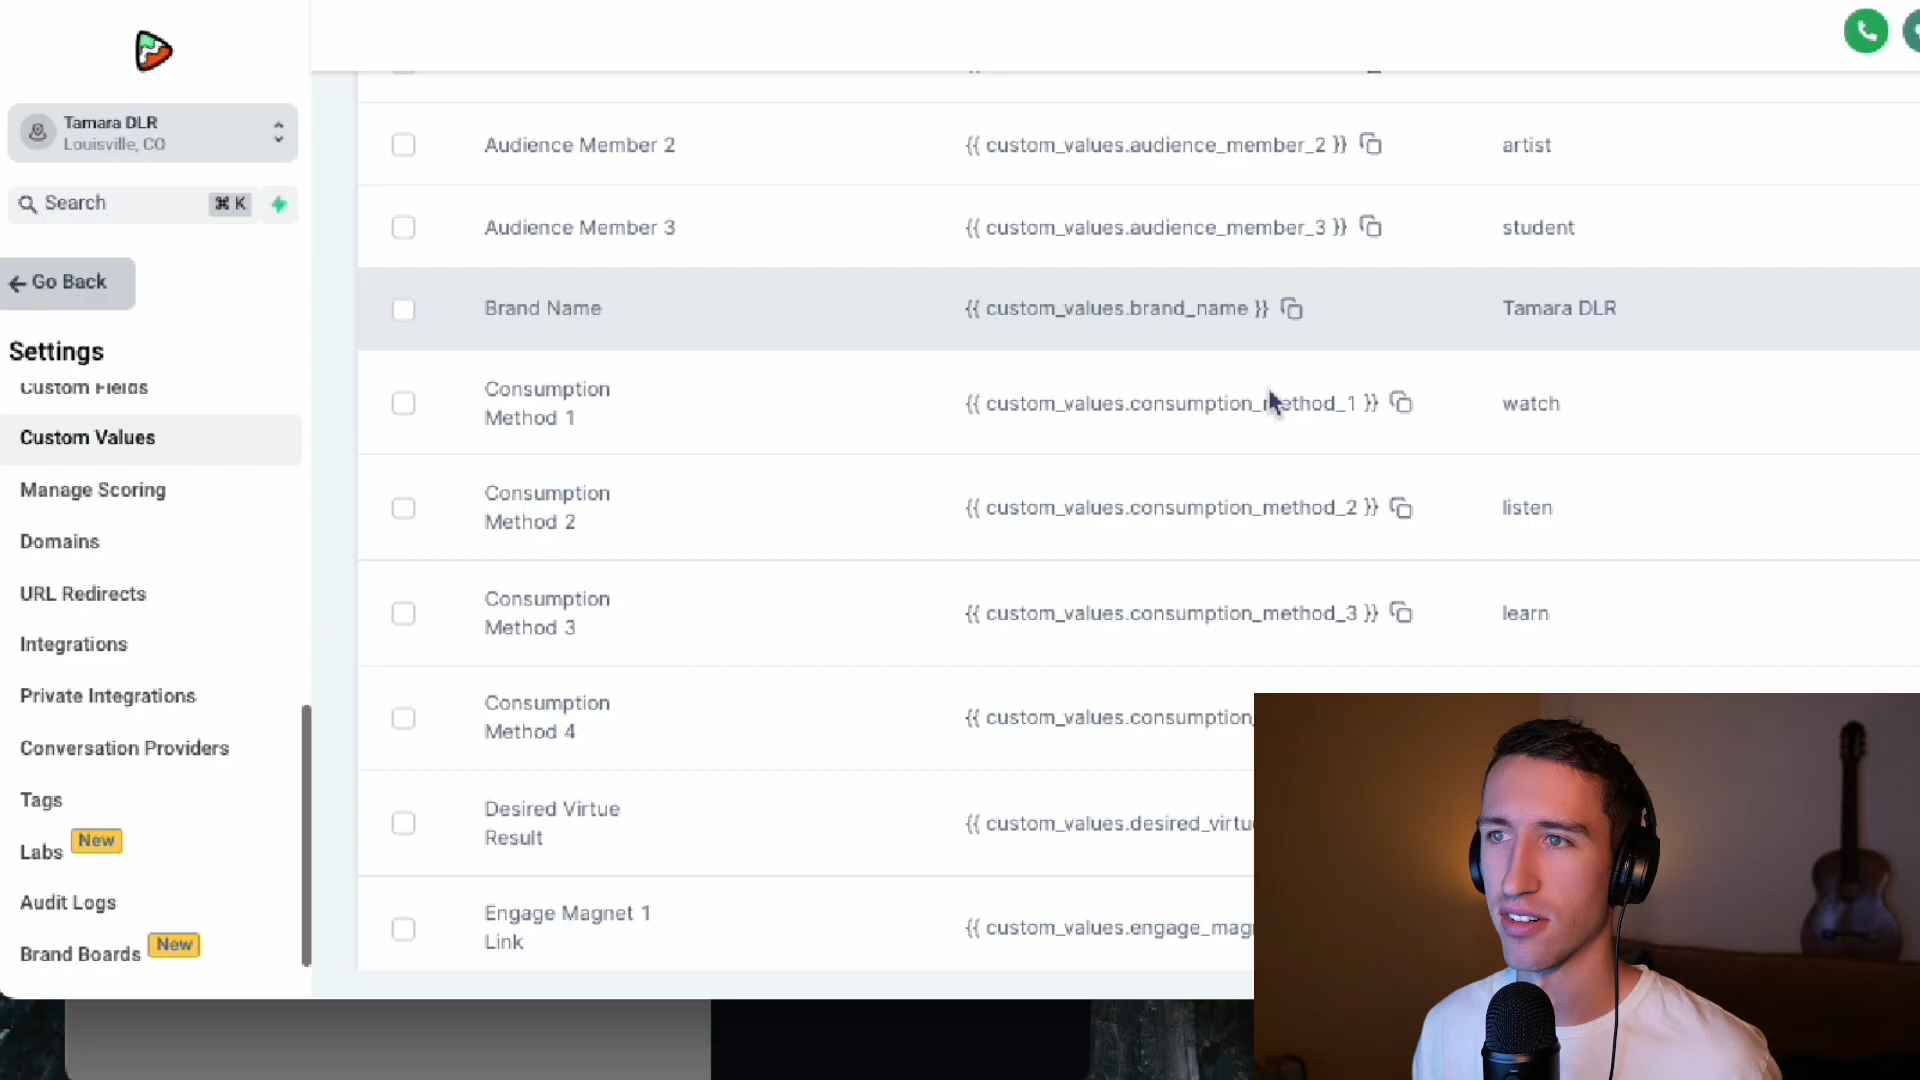 Tamara DLR
Louisville, CO
Search
⌘ K
Go Back
Settings
Custom Fields
Custom Values
Manage Scoring
Domains
URL Redirects
Integrations
Private Integrations
Conversation Providers
Tags
Labs New
Audit Logs
Brand Boards New
Audience Member 2 {{ custom_values.audience_member_2 }} artist
Audience Member 3 {{ custom_values.audience_member_3 }} student
Brand Name {{ custom_values.brand_name }} Tamara DLR
Consumption
Method 1
{{ custom_values.consumption_method_1 }} watch
Consumption
Method 2
{{ custom_values.consumption_method_2 }} listen
Consumption
Method 3
{{ custom_values.consumption_method_3 }} learn
Consumption
Method 4
{{ custom_values.consumption_
Desired Virtue
Result
{{ custom_values.desired_virtu
Engage Magnet 1
Link
{{ custom_values.engage_mag